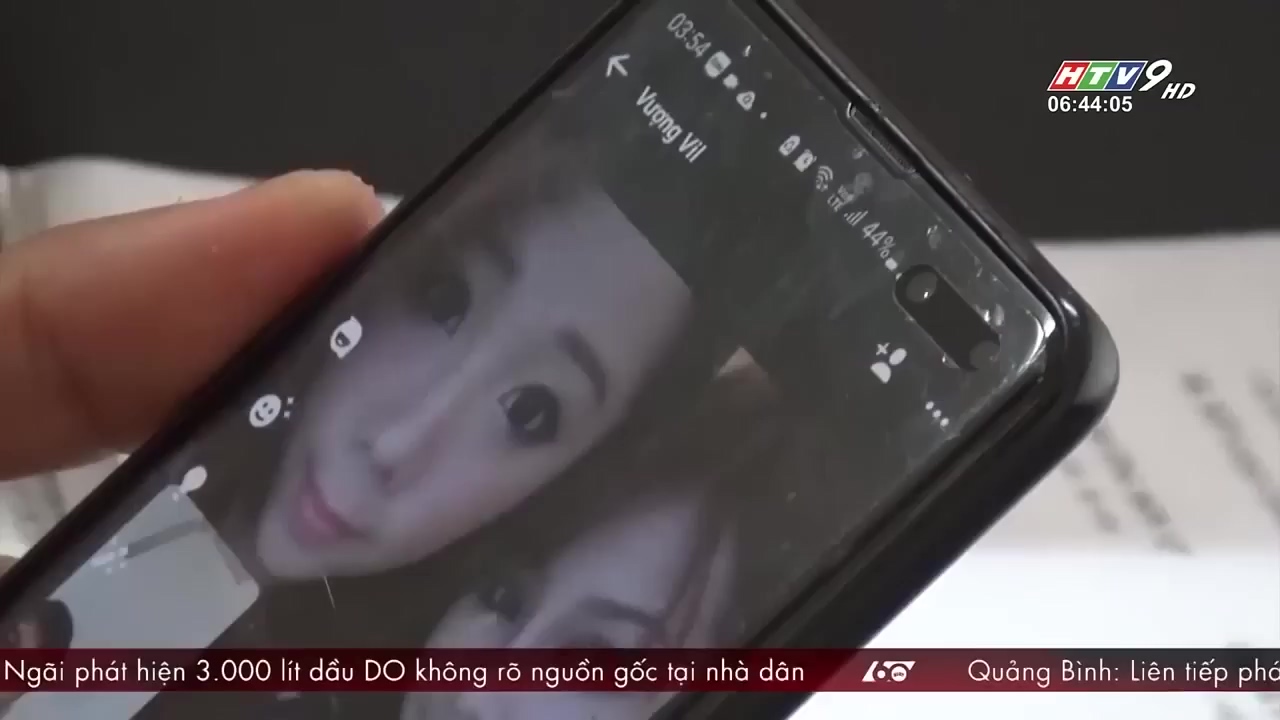 HTV9 HD
06:44:05
03:54
44%
Vượng Vil
Ngãi phát hiện 3.000 lít dầu DO không rõ nguồn gốc tại nhà dân
60
Quảng Bình: Liên tiếp phá